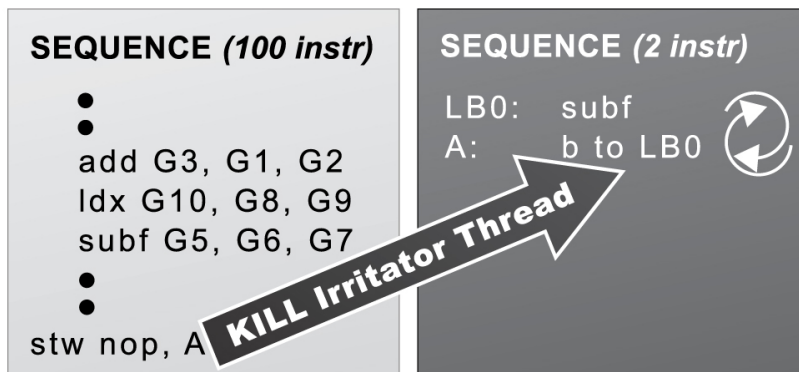 SEQUENCE (100 instr)
add G3, G1, G2
ldx G10, G8, G9
subf G5, G6, G7
stw nop, A
SEQUENCE (2 instr)
LB0: subf
A: b to LB0
KILL Irritator Thread